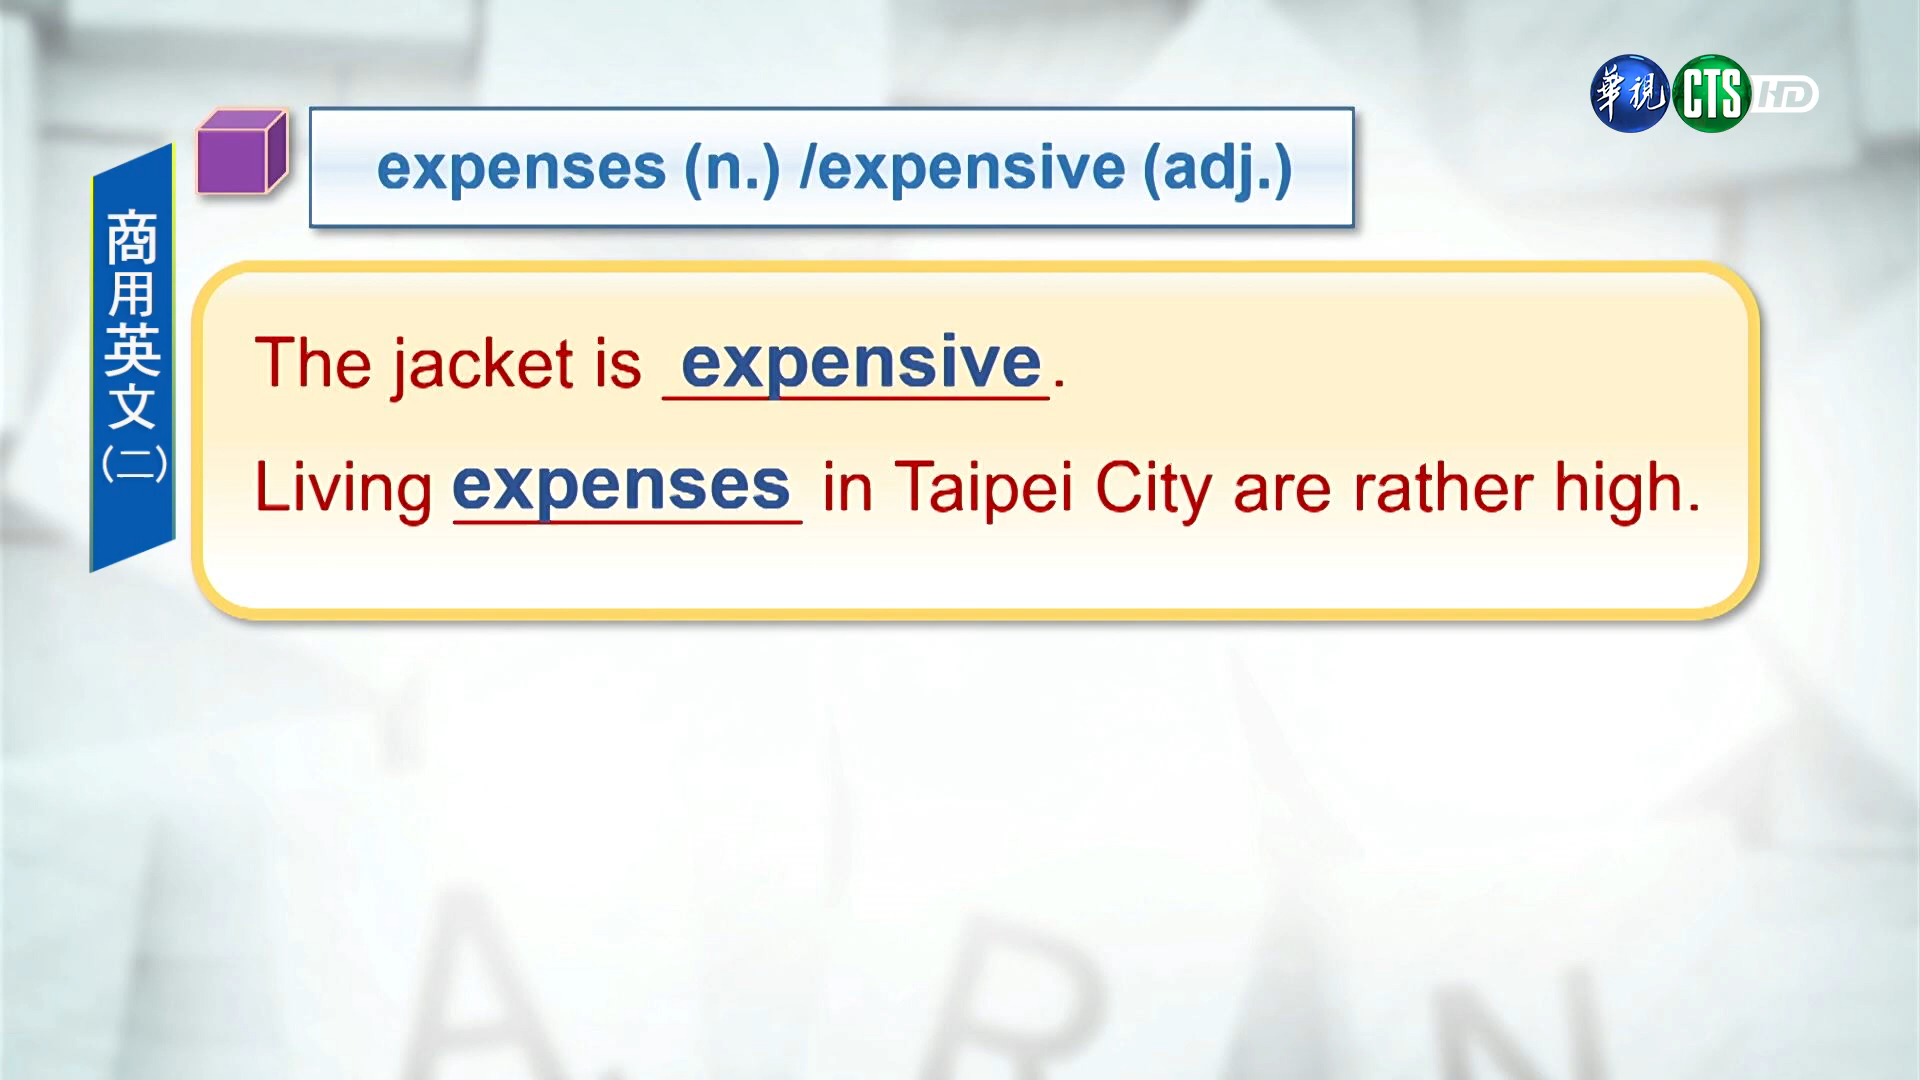 華視 CTS HD
expenses (n.) /expensive (adj.)
商用英文(二)
The jacket is expensive.
Living expenses in Taipei City are rather high.
A R N